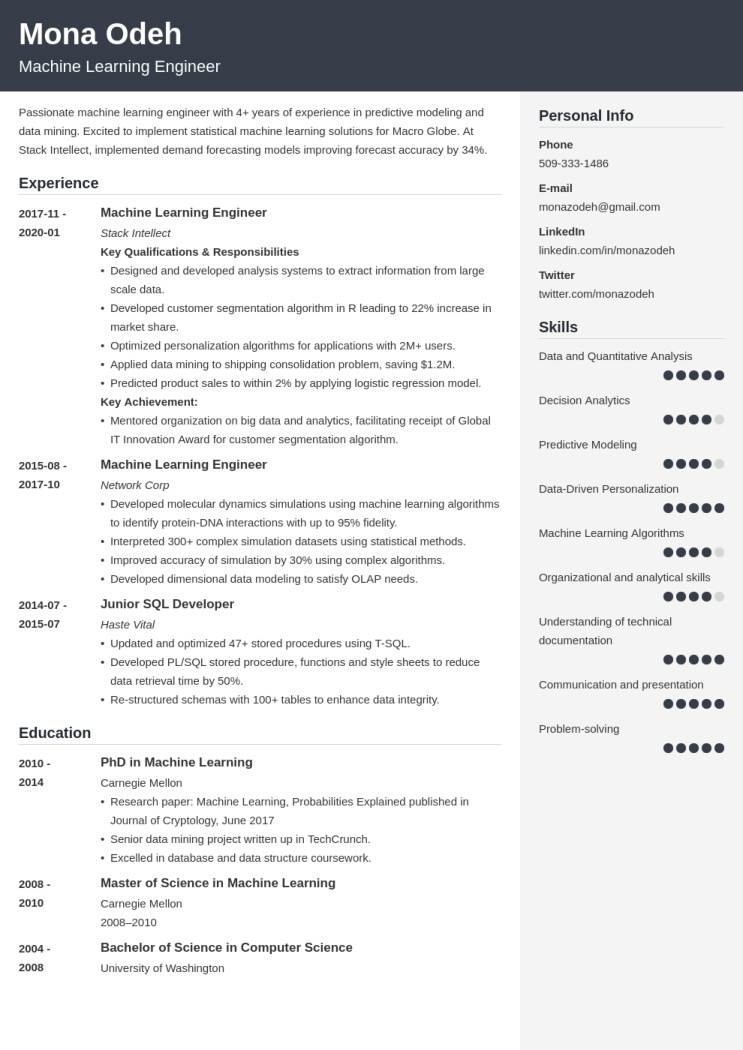 Mona Odeh
Machine Learning Engineer
Passionate machine learning engineer with 4+ years of experience in predictive modeling and
data mining. Excited to implement statistical machine learning solutions for Macro Globe. At
Stack Intellect, implemented demand forecasting models improving forecast accuracy by 34%.
Experience
2017-11 -
2020-01
Machine Learning Engineer
Stack Intellect
Key Qualifications & Responsibilities
• Designed and developed analysis systems to extract information from large
scale data.
• Developed customer segmentation algorithm in R leading to 22% increase in
market share.
• Optimized personalization algorithms for applications with 2M+ users.
• Applied data mining to shipping consolidation problem, saving $1.2M.
• Predicted product sales to within 2% by applying logistic regression model.
Key Achievement:
• Mentored organization on big data and analytics, facilitating receipt of Global
IT Innovation Award for customer segmentation algorithm.
2015-08 -
2017-10
Machine Learning Engineer
Network Corp
• Developed molecular dynamics simulations using machine learning algorithms
to identify protein-DNA interactions with up to 95% fidelity.
• Interpreted 300+ complex simulation datasets using statistical methods.
• Improved accuracy of simulation by 30% using complex algorithms.
• Developed dimensional data modeling to satisfy OLAP needs.
2014-07 -
2015-07
Junior SQL Developer
Haste Vital
• Updated and optimized 47+ stored procedures using T-SQL.
• Developed PL/SQL stored procedure, functions and style sheets to reduce
data retrieval time by 50%.
• Re-structured schemas with 100+ tables to enhance data integrity.
Education
2010 -
2014
PhD in Machine Learning
Carnegie Mellon
• Research paper: Machine Learning, Probabilities Explained published in
Journal of Cryptology, June 2017
• Senior data mining project written up in TechCrunch.
• Excelled in database and data structure coursework.
2008 -
2010
Master of Science in Machine Learning
Carnegie Mellon
2008–2010
2004 -
2008
Bachelor of Science in Computer Science
University of Washington
Personal Info
Phone
509-333-1486
E-mail
monazodeh@gmail.com
LinkedIn
linkedin.com/in/monazodeh
Twitter
twitter.com/monazodeh
Skills
Data and Quantitative Analysis
Decision Analytics
Predictive Modeling
Data-Driven Personalization
Machine Learning Algorithms
Organizational and analytical skills
Understanding of technical
documentation
Communication and presentation
Problem-solving